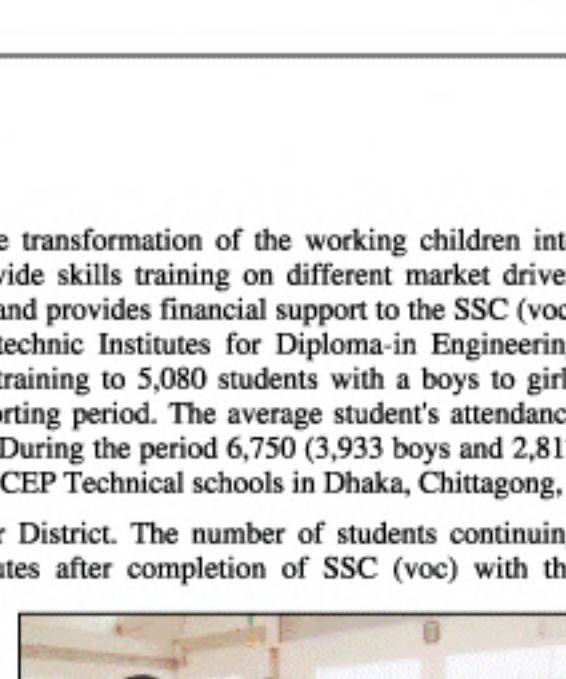 e transformation of the working children int
vide skills training on different market drive
and provides financial support to the SSC (voc
technic Institutes for Diploma-in Engineerin
training to 5,080 students with a boys to girl
orting period. The average student's attendanc
During the period 6,750 (3,933 boys and 2,81
CEP Technical schools in Dhaka, Chittagong,
r District. The number of students continuing
utes after completion of SSC (voc) with th